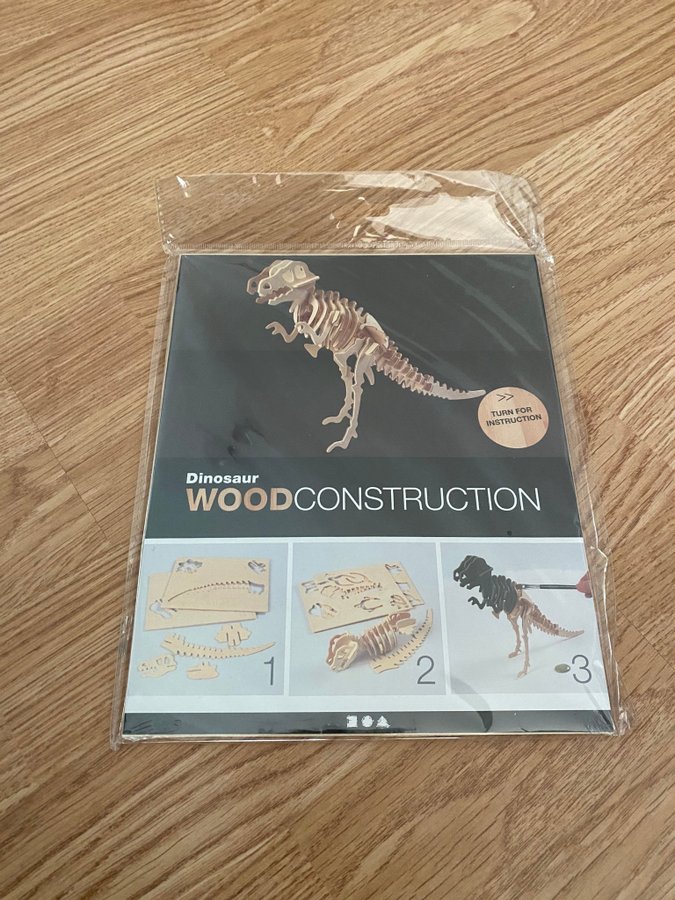 >>
TURN FOR
INSTRUCTION
Dinosaur
WOODCONSTRUCTION
1
2
3